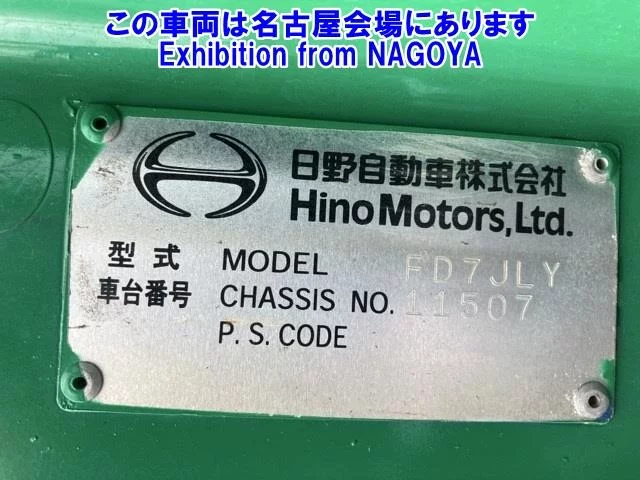 この車両は名古屋会場にあります
Exhibition from NAGOYA
日野自動車株式会社
Hino Motors, Ltd.
型式 MODEL FD7JLY
車台番号 CHASSIS NO. 11507
P. S. CODE